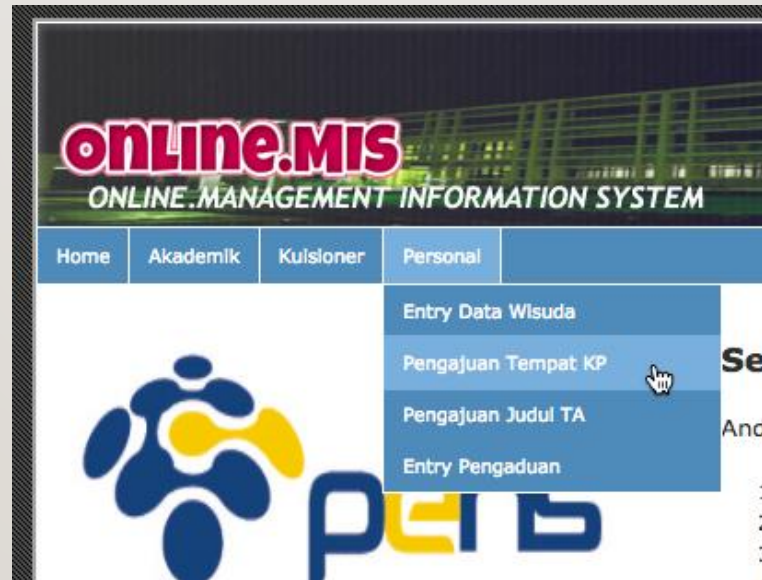 ONLINE.MIS
ONLINE.MANAGEMENT INFORMATION SYSTEM
Home Akademik Kuisioner Personal
Entry Data Wisuda
Pengajuan Tempat KP
Pengajuan Judul TA
Entry Pengaduan
pens